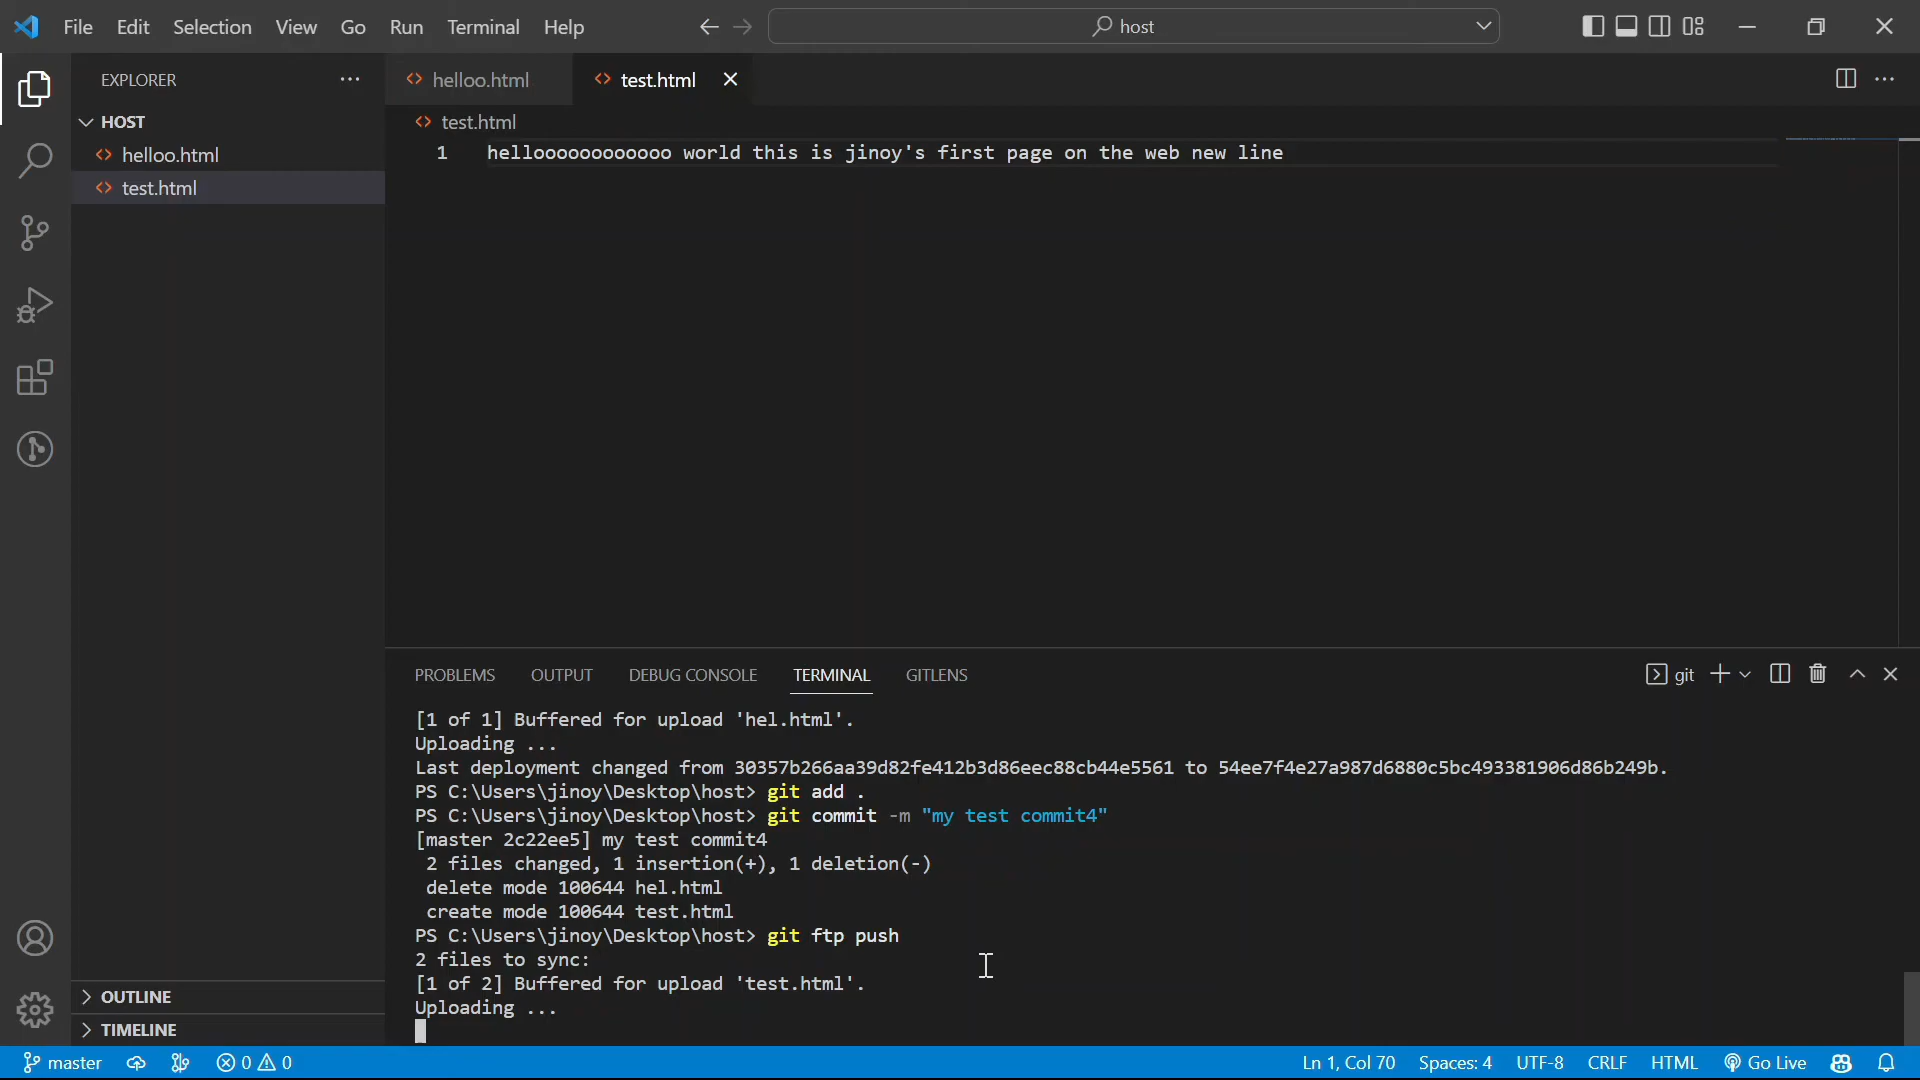 File Edit Selection View Go Run Terminal Help
host
EXPLORER
HOST
helloo.html
test.html
OUTLINE
TIMELINE
helloo.html
test.html
test.html
1 helloooooooooooo world this is jinoy's first page on the web new line
PROBLEMS OUTPUT DEBUG CONSOLE TERMINAL GITLENS
git
[1 of 1] Buffered for upload 'hel.html'.
Uploading ...
Last deployment changed from 30357b266aa39d82fe412b3d86eec88cb44e5561 to 54ee7f4e27a987d6880c5bc493381906d86b249b.
PS C:\Users\jinoy\Desktop\host> git add .
PS C:\Users\jinoy\Desktop\host> git commit -m "my test commit4"
[master 2c22ee5] my test commit4
2 files changed, 1 insertion(+), 1 deletion(-)
delete mode 100644 hel.html
create mode 100644 test.html
PS C:\Users\jinoy\Desktop\host> git ftp push
2 files to sync:
[1 of 2] Buffered for upload 'test.html'.
Uploading ...
master 0 0 Ln 1, Col 70 Spaces: 4 UTF-8 CRLF HTML Go Live